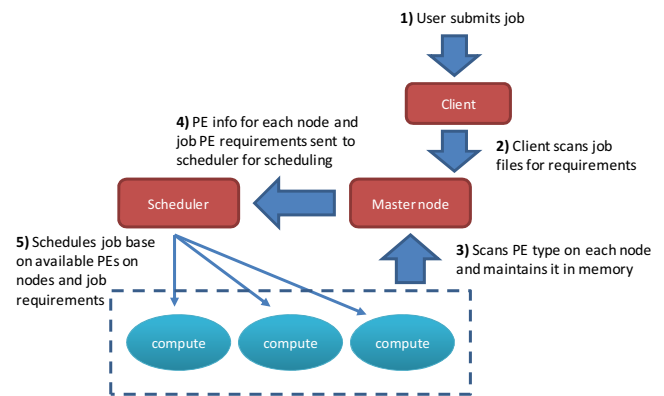 1) User submits job
Client
4) PE info for each node and
job PE requirements sent to
scheduler for scheduling
2) Client scans job
files for requirements
Scheduler
Master node
5) Schedules job base
on available PEs on
nodes and job
requirements
3) Scans PE type on each node
and maintains it in memory
compute
compute
compute